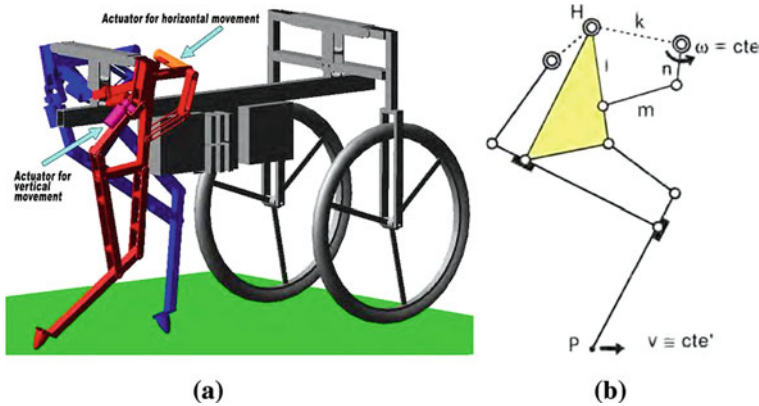 Actuator for horizontal movement
Actuator for
vertical
movement
H
k
ω = cte
l
n
m
P
v ≅ cte'
(a)
(b)